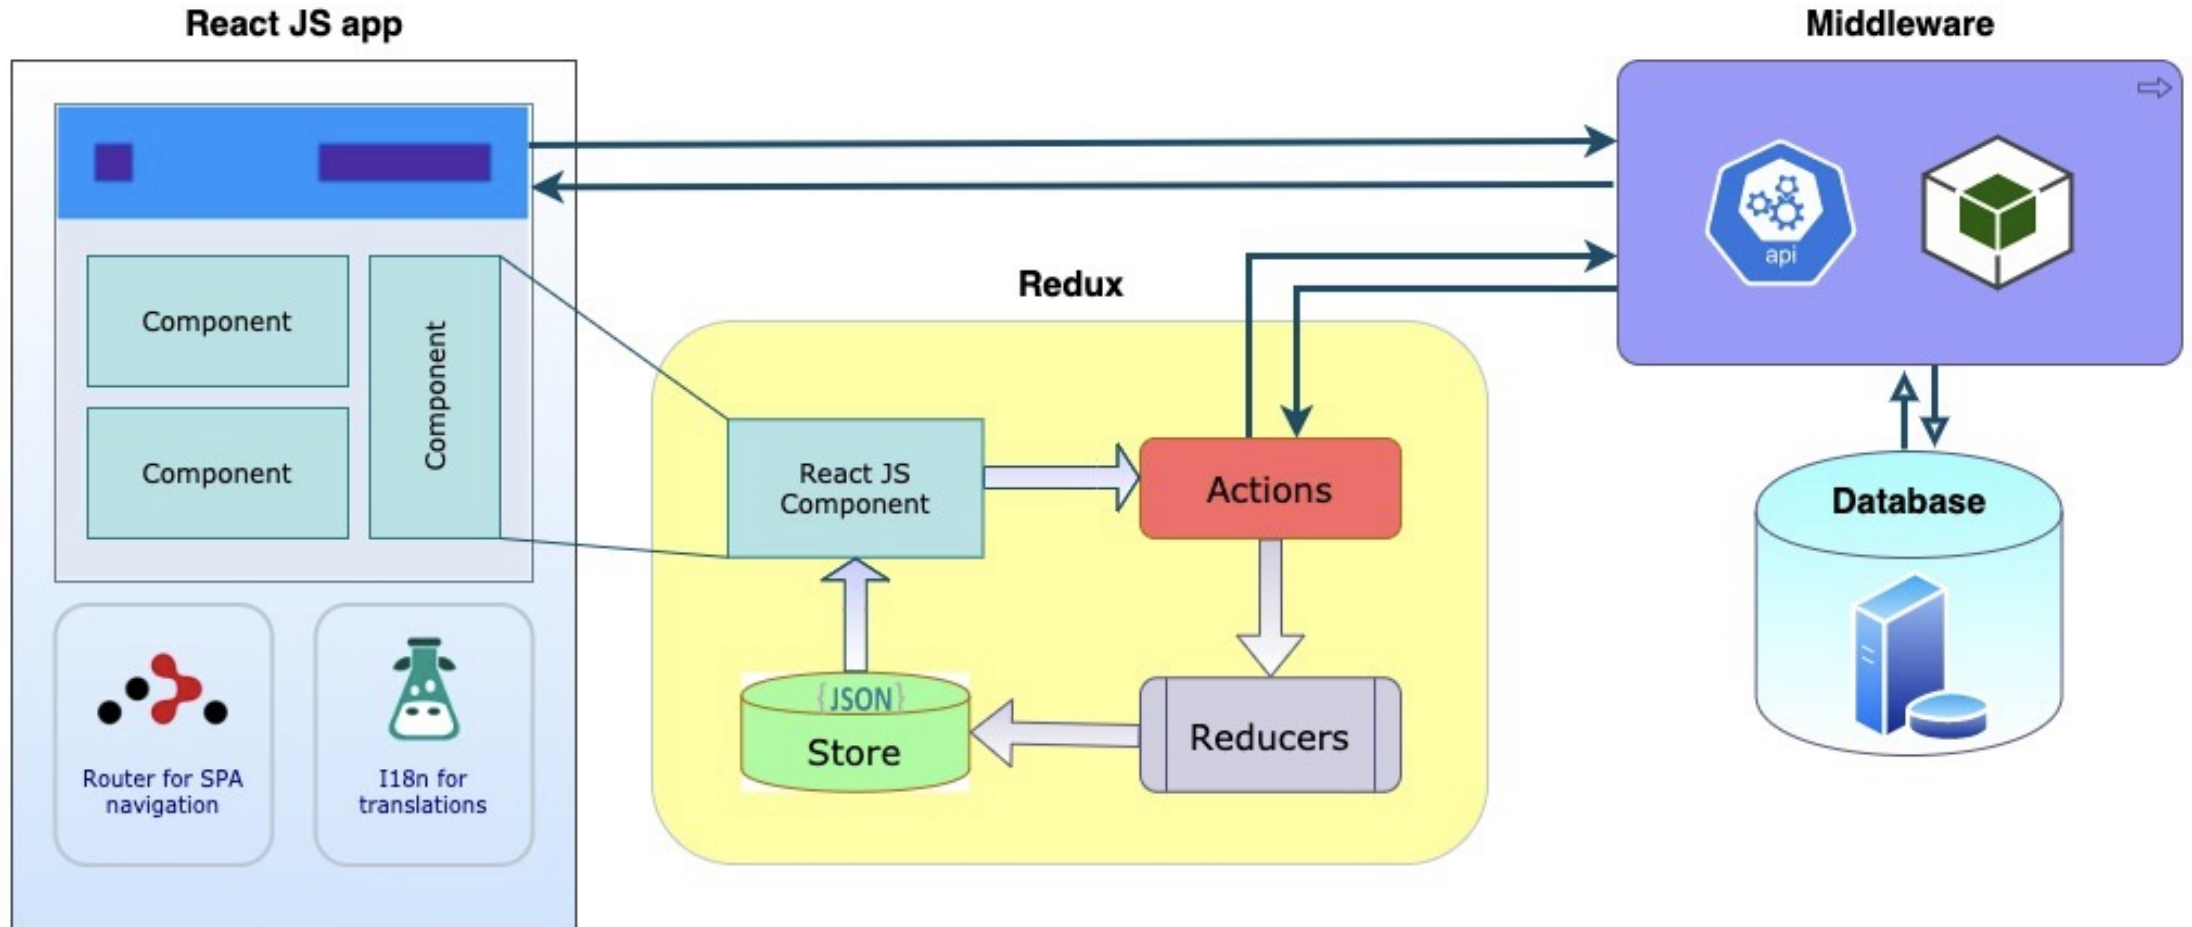 React JS app
Middleware
api
Redux
Component
Component
Component
React JS
Component
Actions
Database
{JSON}
Store
Reducers
Router for SPA
navigation
I18n for
translations